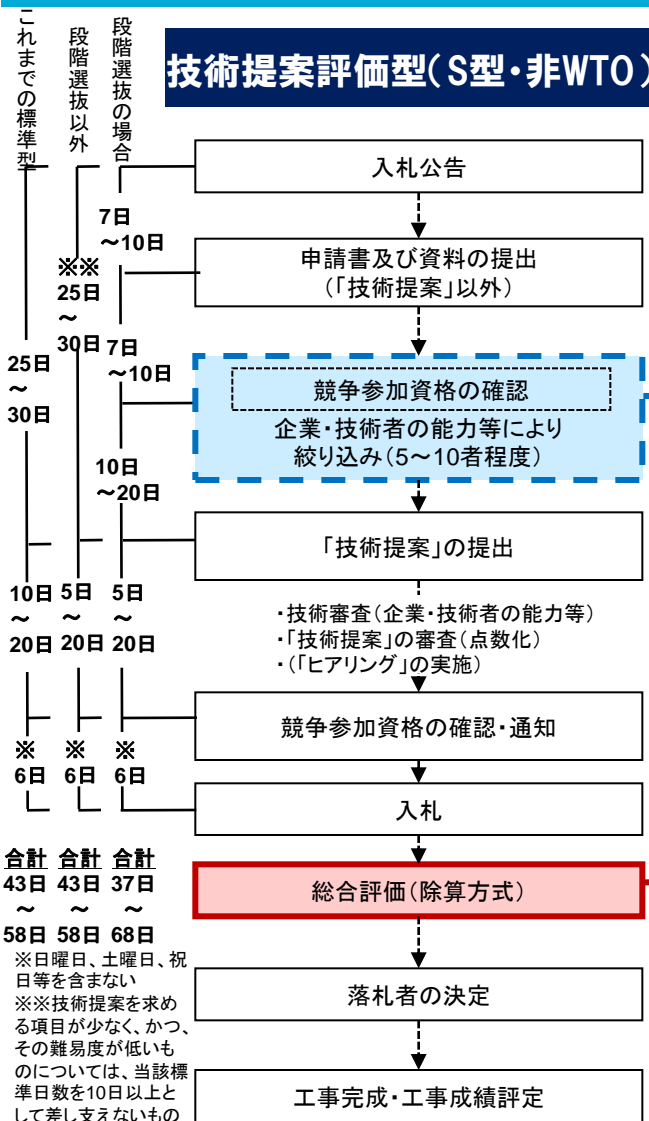 これまでの標準型
段階選抜以外
段階選抜の場合
技術提案評価型(S型・非WTO)
入札公告
7日
～10日
申請書及び資料の提出
(「技術提案」以外)
※※
25日
～
30日
7日
～10日
25日
～
30日
競争参加資格の確認
企業・技術者の能力等により
絞り込み(5～10者程度)
10日
～20日
「技術提案」の提出
10日 5日 5日
～ ～ ～
20日 20日 20日
・技術審査(企業・技術者の能力等)
・「技術提案」の審査(点数化)
・(「ヒアリング」の実施)
競争参加資格の確認・通知
※ ※ ※
6日 6日 6日
入札
合計 合計 合計
43日 43日 37日
～ ～ ～
58日 58日 68日
総合評価(除算方式)
※日曜日、土曜日、祝
日等を含まない
※※技術提案を求め
る項目が少なく、かつ、
その難易度が低いも
のについては、当該標
準日数を10日以上と
して差し支えないもの
落札者の決定
工事完成・工事成績評定